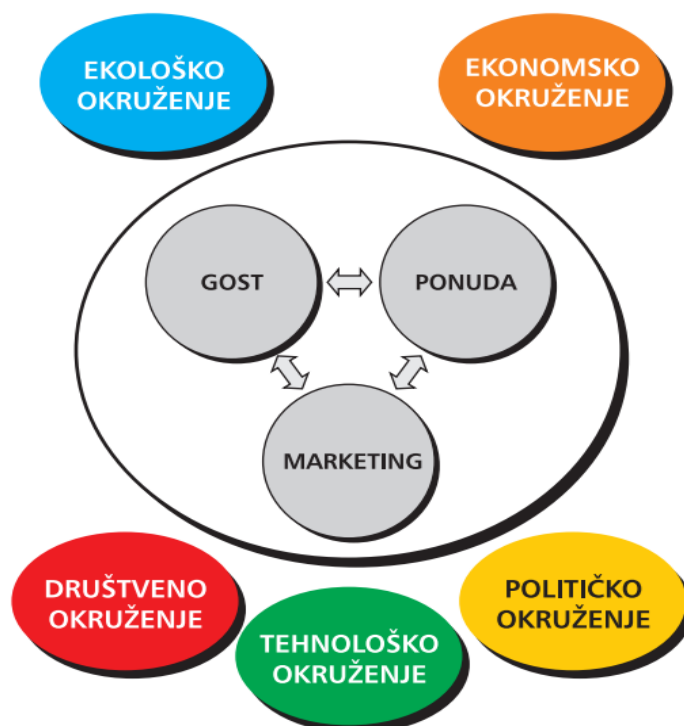 EKOLOŠKO
OKRUŽENJE
EKONOMSKO
OKRUŽENJE
GOST
PONUDA
MARKETING
DRUŠTVENO
OKRUŽENJE
TEHNOLOŠKO
OKRUŽENJE
POLITIČKO
OKRUŽENJE